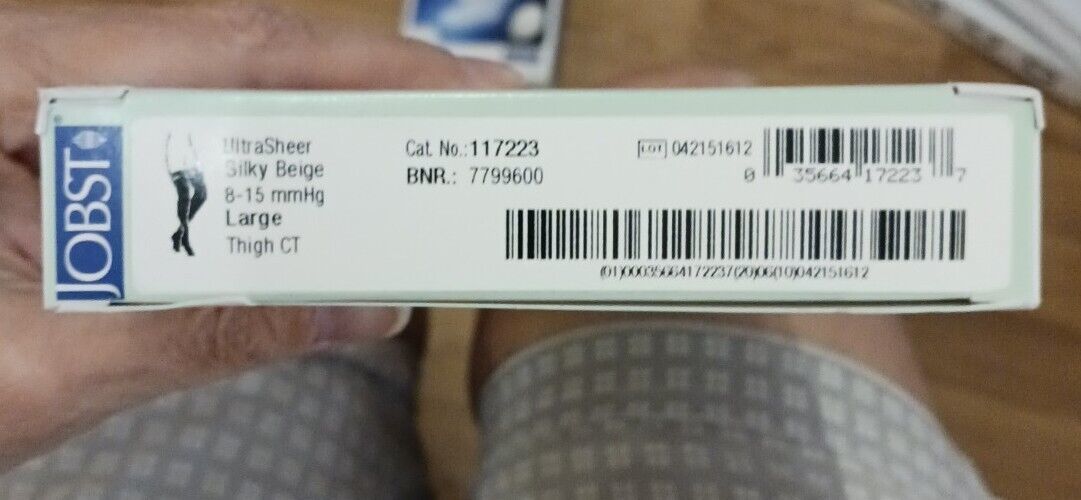 JOBST
UltraSheer
Silky Beige
8-15 mmHg
Large
Thigh CT
Cat. No.:117223
BNR.: 7799600
LOT 042151612
0 35664 17223 7
(01)00035664172237(20)06(10)042151612